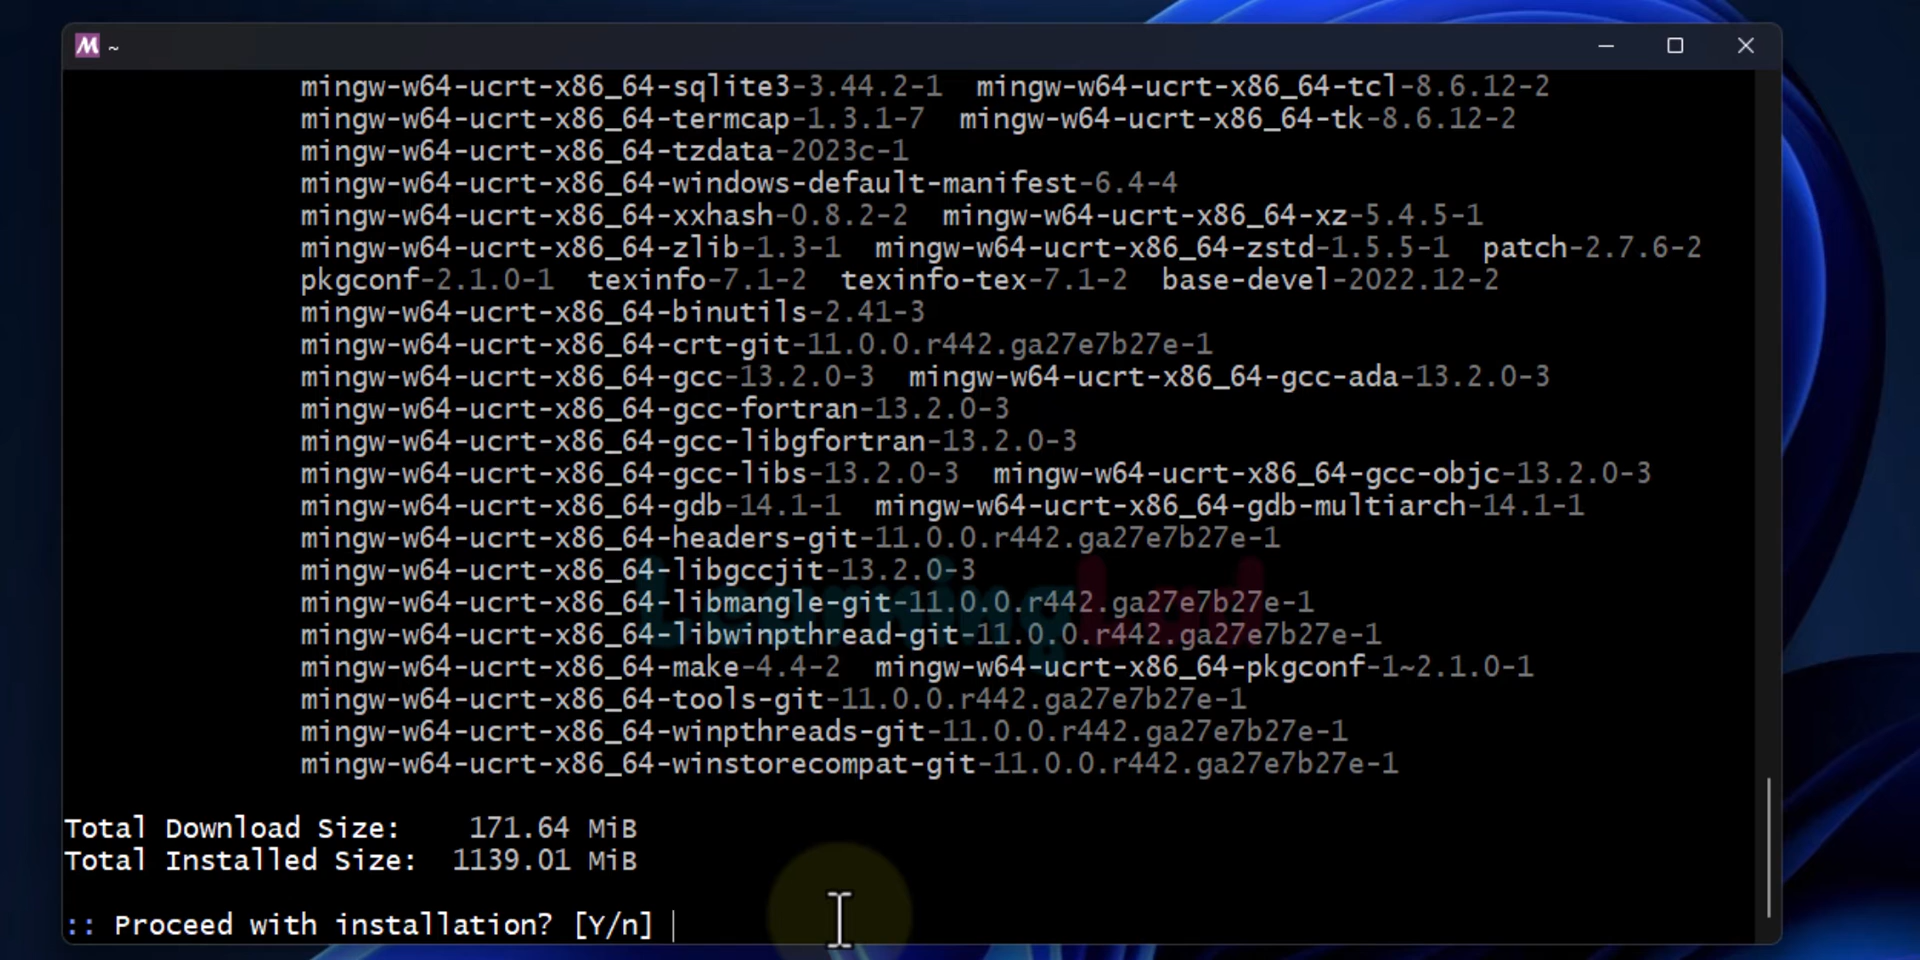 M ~
mingw-w64-ucrt-x86_64-sqlite3-3.44.2-1 mingw-w64-ucrt-x86_64-tcl-8.6.12-2
mingw-w64-ucrt-x86_64-termcap-1.3.1-7 mingw-w64-ucrt-x86_64-tk-8.6.12-2
mingw-w64-ucrt-x86_64-tzdata-2023c-1
mingw-w64-ucrt-x86_64-windows-default-manifest-6.4-4
mingw-w64-ucrt-x86_64-xxhash-0.8.2-2 mingw-w64-ucrt-x86_64-xz-5.4.5-1
mingw-w64-ucrt-x86_64-zlib-1.3-1 mingw-w64-ucrt-x86_64-zstd-1.5.5-1 patch-2.7.6-2
pkgconf-2.1.0-1 texinfo-7.1-2 texinfo-tex-7.1-2 base-devel-2022.12-2
mingw-w64-ucrt-x86_64-binutils-2.41-3
mingw-w64-ucrt-x86_64-crt-git-11.0.0.r442.ga27e7b27e-1
mingw-w64-ucrt-x86_64-gcc-13.2.0-3 mingw-w64-ucrt-x86_64-gcc-ada-13.2.0-3
mingw-w64-ucrt-x86_64-gcc-fortran-13.2.0-3
mingw-w64-ucrt-x86_64-gcc-libgfortran-13.2.0-3
mingw-w64-ucrt-x86_64-gcc-libs-13.2.0-3 mingw-w64-ucrt-x86_64-gcc-objc-13.2.0-3
mingw-w64-ucrt-x86_64-gdb-14.1-1 mingw-w64-ucrt-x86_64-gdb-multiarch-14.1-1
mingw-w64-ucrt-x86_64-headers-git-11.0.0.r442.ga27e7b27e-1
mingw-w64-ucrt-x86_64-libgccjit-13.2.0-3
mingw-w64-ucrt-x86_64-libmangle-git-11.0.0.r442.ga27e7b27e-1
LearningLad
mingw-w64-ucrt-x86_64-libwinpthread-git-11.0.0.r442.ga27e7b27e-1
mingw-w64-ucrt-x86_64-make-4.4-2 mingw-w64-ucrt-x86_64-pkgconf-1~2.1.0-1
mingw-w64-ucrt-x86_64-tools-git-11.0.0.r442.ga27e7b27e-1
mingw-w64-ucrt-x86_64-winpthreads-git-11.0.0.r442.ga27e7b27e-1
mingw-w64-ucrt-x86_64-winstorecompat-git-11.0.0.r442.ga27e7b27e-1
Total Download Size: 171.64 MiB
Total Installed Size: 1139.01 MiB
:: Proceed with installation? [Y/n]